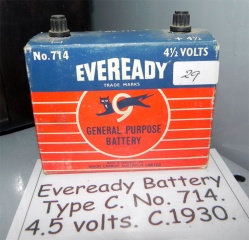 No. 714 4½ VOLTS
EVEREADY
TRADE MARKS
29
9
GENERAL PURPOSE
BATTERY
Eveready Battery
Type C. No. 714.
4.5 volts. C.1930.